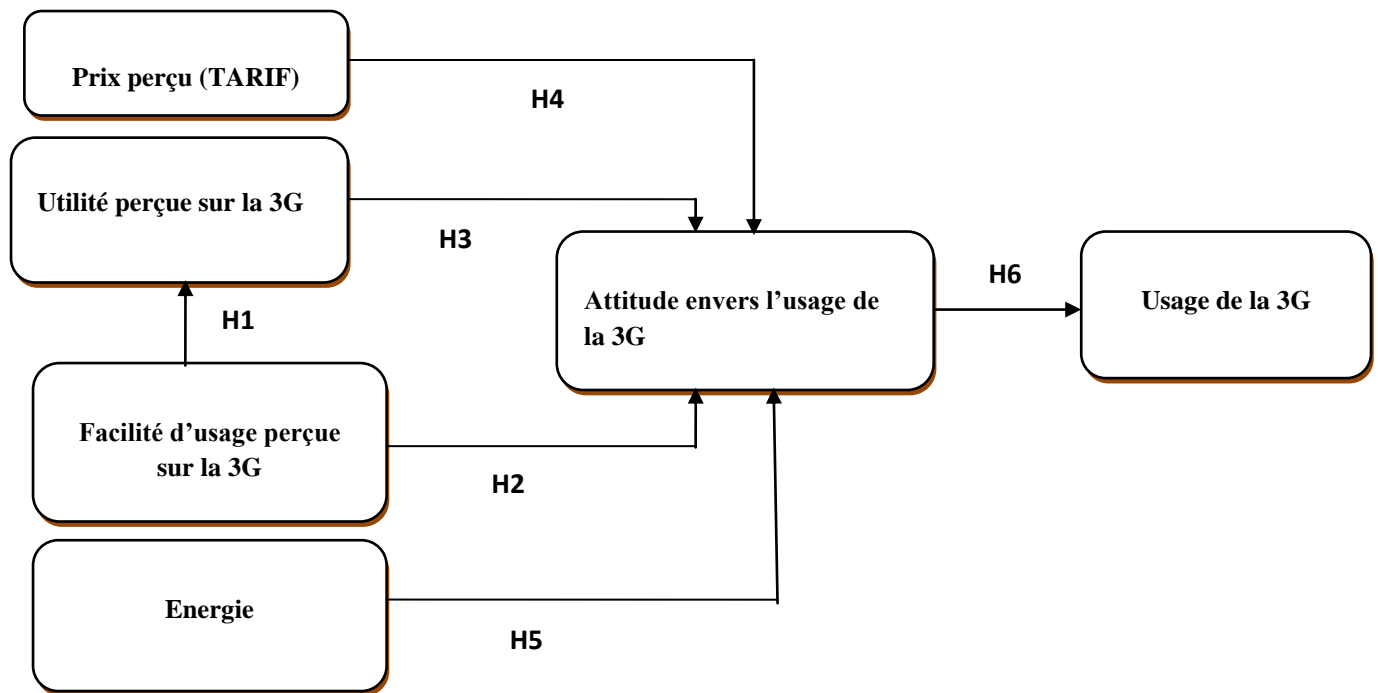 Prix perçu (TARIF)
H4
Utilité perçue sur la 3G
H3
Attitude envers l’usage de
la 3G
H6
Usage de la 3G
H1
Facilité d’usage perçue
sur la 3G
H2
Energie
H5